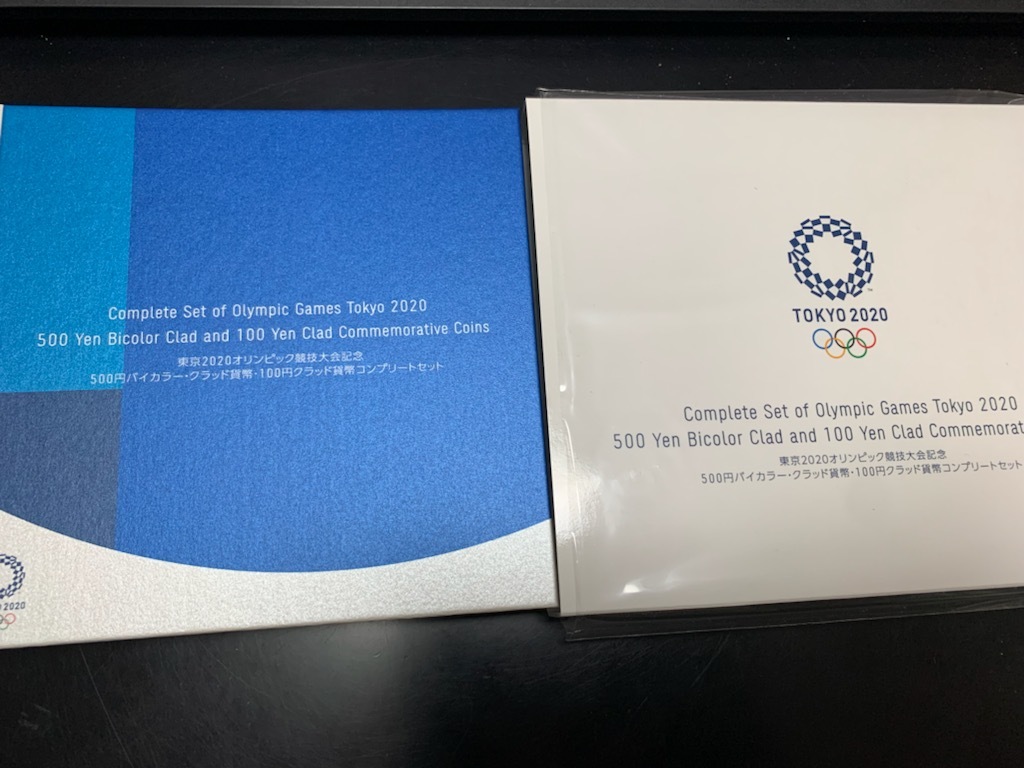 Complete Set of Olympic Games Tokyo 2020
500 Yen Bicolor Clad and 100 Yen Clad Commemorative Coins
東京2020オリンピック競技大会記念
500円バイカラー・クラッド貨幣・100円クラッド貨幣コンプリートセット
2020
TM
TOKYO 2020
Complete Set of Olympic Games Tokyo 2020
500 Yen Bicolor Clad and 100 Yen Clad Commemorat
東京2020オリンピック競技大会記念
500円バイカラー・クラッド貨幣・100円クラッド貨幣コンプリートセット